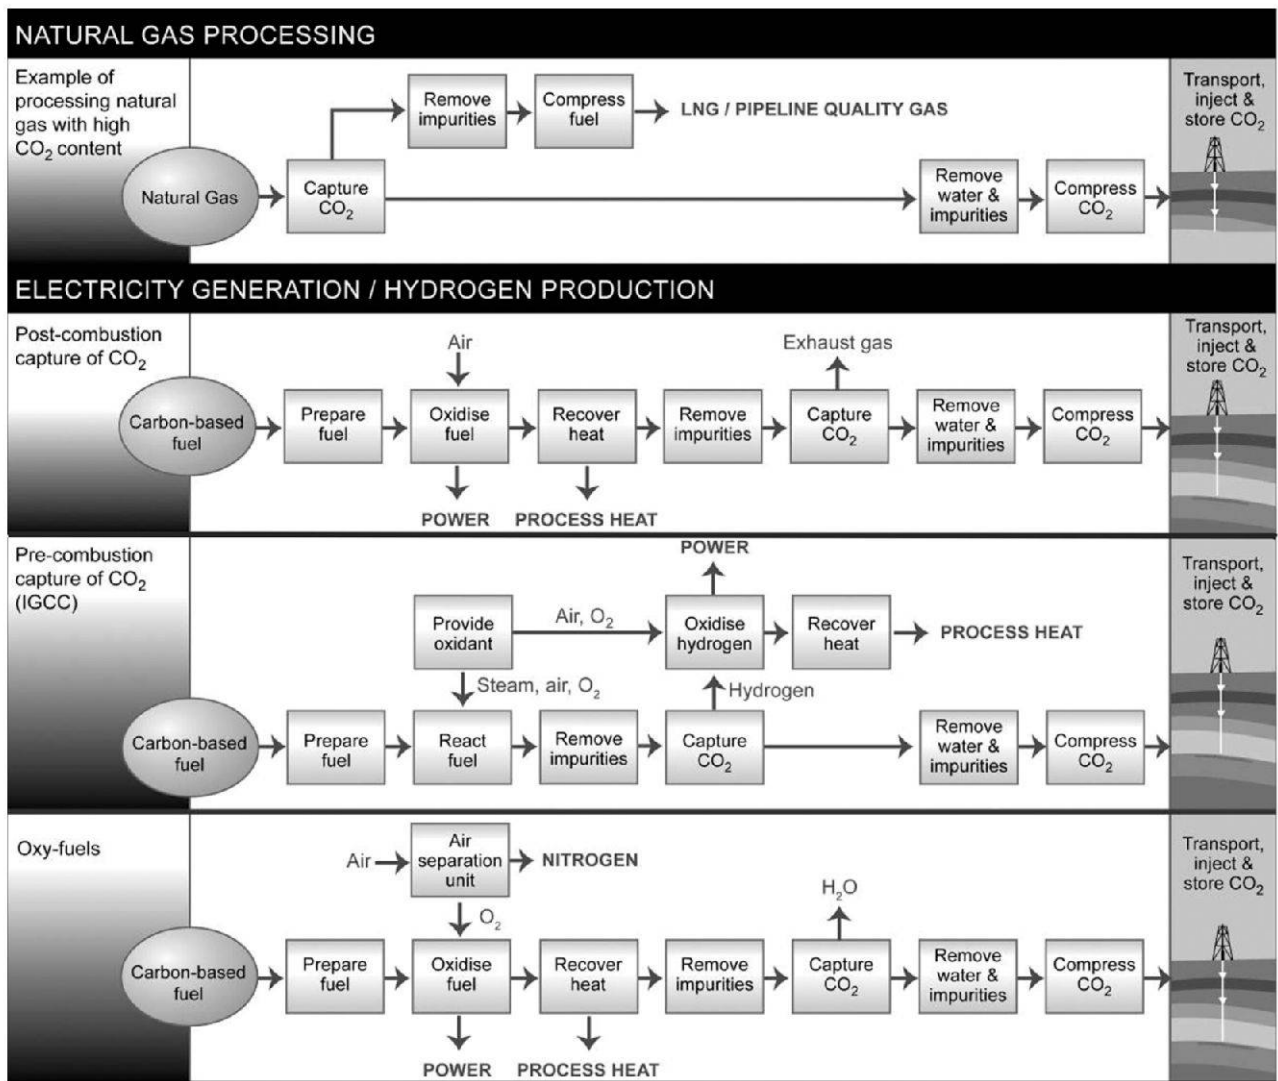 NATURAL GAS PROCESSING
Example of
processing natural
gas with high
CO₂ content
Natural Gas
Capture
CO₂
Remove
impurities
Compress
fuel
LNG / PIPELINE QUALITY GAS
Remove
water &
impurities
Compress
CO₂
Transport,
inject &
store CO₂
ELECTRICITY GENERATION / HYDROGEN PRODUCTION
Post-combustion
capture of CO₂
Carbon-based
fuel
Prepare
fuel
Air
Oxidise
fuel
POWER
Recover
heat
PROCESS HEAT
Remove
impurities
Exhaust gas
Capture
CO₂
Remove
water &
impurities
Compress
CO₂
Transport,
inject &
store CO₂
Pre-combustion
capture of CO₂
(IGCC)
Carbon-based
fuel
Prepare
fuel
Provide
oxidant
Steam, air, O₂
React
fuel
Remove
impurities
Air, O₂
POWER
Oxidise
hydrogen
Hydrogen
Capture
CO₂
Recover
heat
PROCESS HEAT
Remove
water &
impurities
Compress
CO₂
Transport,
inject &
store CO₂
Oxy-fuels
Carbon-based
fuel
Prepare
fuel
Air
Air
separation
unit
NITROGEN
O₂
Oxidise
fuel
POWER
Recover
heat
PROCESS HEAT
Remove
impurities
H₂O
Capture
CO₂
Remove
water &
impurities
Compress
CO₂
Transport,
inject &
store CO₂